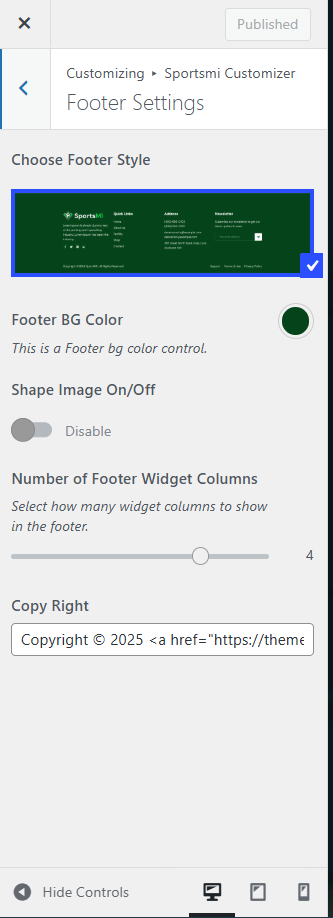 Published
Customizing ▸ Sportsmi Customizer
Footer Settings
Choose Footer Style
SportsMi
Quick Links
Address
Newsletter
Footer BG Color
This is a Footer bg color control.
Shape Image On/Off
Disable
Number of Footer Widget Columns
Select how many widget columns to show
in the footer.
4
Copy Right
Copyright © 2025 <a href="https://theme
Hide Controls